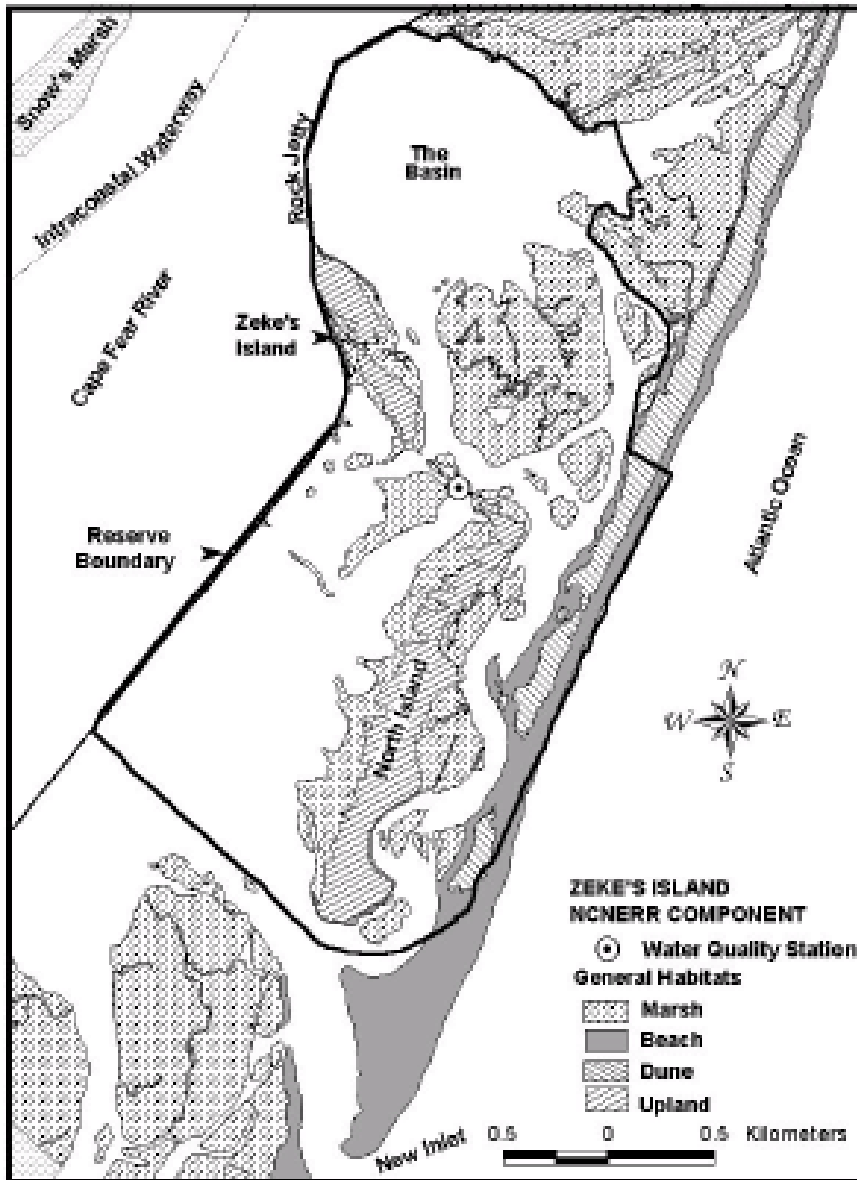 Snow's Marsh
Intracoastal Waterway
Rock Jetty
The
Basin
Cape Fear River
Zeke's
Island
Atlantic Ocean
Reserve
Boundary
North Island
N
W E
S
ZEKE'S ISLAND
NCNERR COMPONENT
Water Quality Station
General Habitats
Marsh
Beach
Dune
Upland
New Inlet
0.5 0 0.5 Kilometers